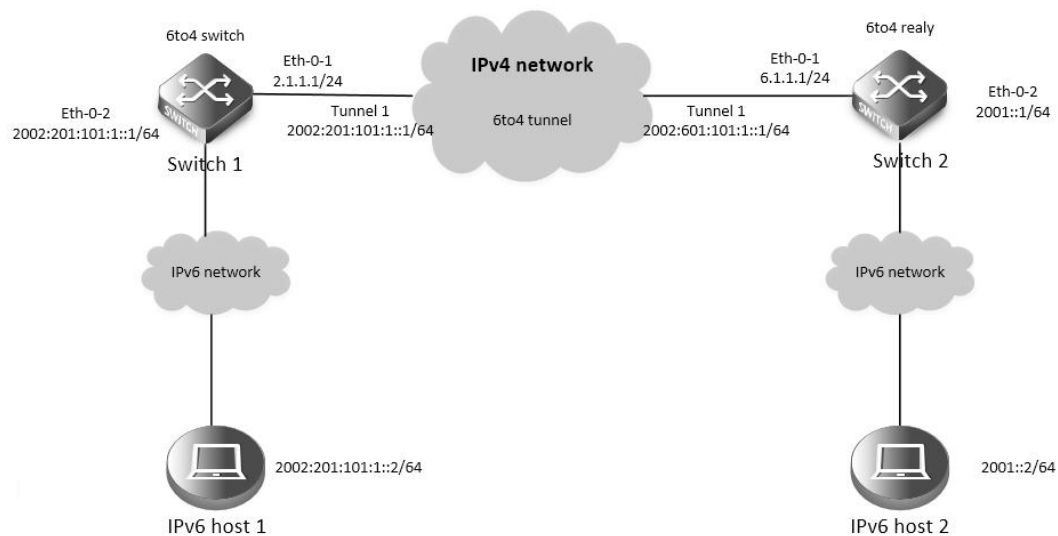 6to4 switch
6to4 realy
Eth-0-1
2.1.1.1/24
IPv4 network
Eth-0-1
6.1.1.1/24
Eth-0-2
2002:201:101:1::1/64
SWITCH
Tunnel 1
2002:201:101:1::1/64
6to4 tunnel
Tunnel 1
2002:601:101:1::1/64
SWITCH
Eth-0-2
2001::1/64
Switch 1
Switch 2
IPv6 network
IPv6 network
2002:201:101:1::2/64
2001::2/64
IPv6 host 1
IPv6 host 2